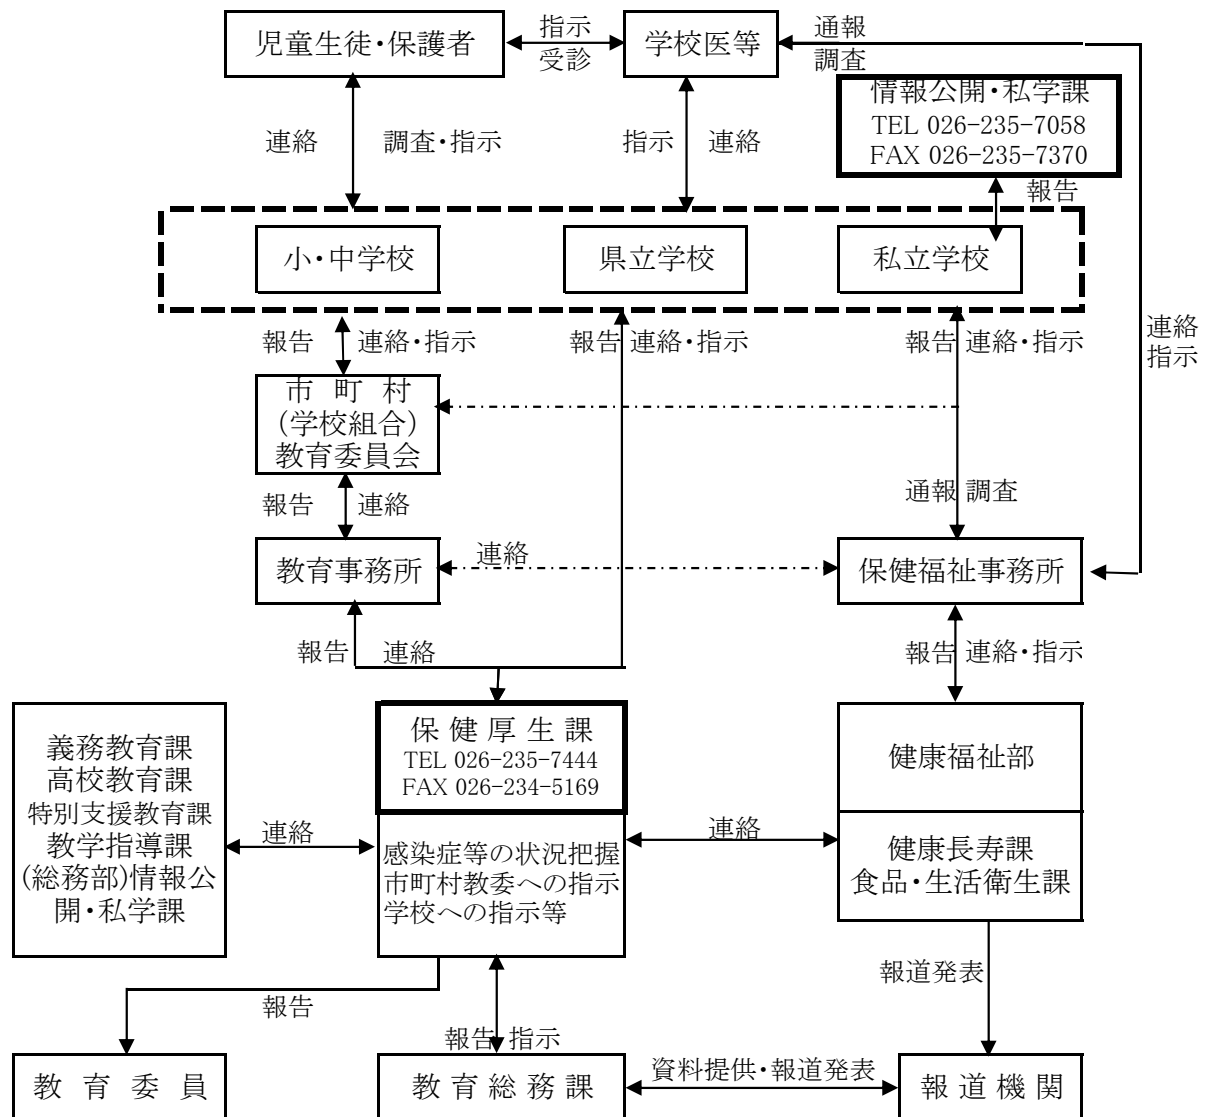 児童生徒・保護者
指示
受診
学校医等
通報
調査
情報公開・私学課
TEL 026-235-7058
FAX 026-235-7370
連絡
調査・指示
指示
連絡
報告
小・中学校
県立学校
私立学校
報告
連絡・指示
報告
連絡・指示
報告
連絡・指示
連絡
指示
市町村
(学校組合)
教育委員会
報告
連絡
通報
調査
教育事務所
連絡
保健福祉事務所
報告
連絡
報告
連絡・指示
義務教育課
高校教育課
特別支援教育課
教学指導課
(総務部)情報公
開・私学課
連絡
保健厚生課
TEL 026-235-7444
FAX 026-234-5169
感染症等の状況把握
市町村教委への指示
学校への指示等
連絡
健康福祉部
健康長寿課
食品・生活衛生課
報告
報道発表
報告
指示
教育委員
教育総務課
資料提供・報道発表
報道機関